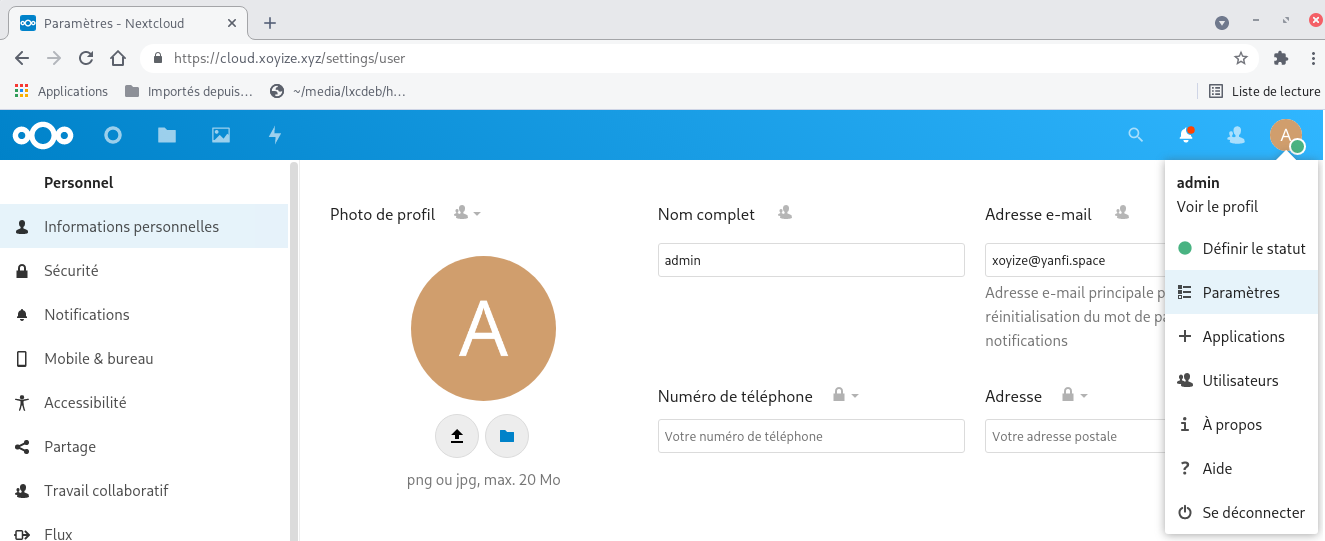 Paramètres - Nextcloud
https://cloud.xoyize.xyz/settings/user
Applications
Importés depuis…
~/media/lxcdeb/h…
Liste de lecture
A
Personnel
Informations personnelles
Sécurité
Notifications
Mobile & bureau
Accessibilité
Partage
Travail collaboratif
Flux
Photo de profil
A
png ou jpg, max. 20 Mo
Nom complet
admin
Adresse e-mail
xoyize@yanfi.space
Adresse e-mail principale p
réinitialisation du mot de pa
notifications
Numéro de téléphone
Votre numéro de téléphone
Adresse
Votre adresse postale
admin
Voir le profil
Définir le statut
Paramètres
Applications
Utilisateurs
À propos
Aide
Se déconnecter